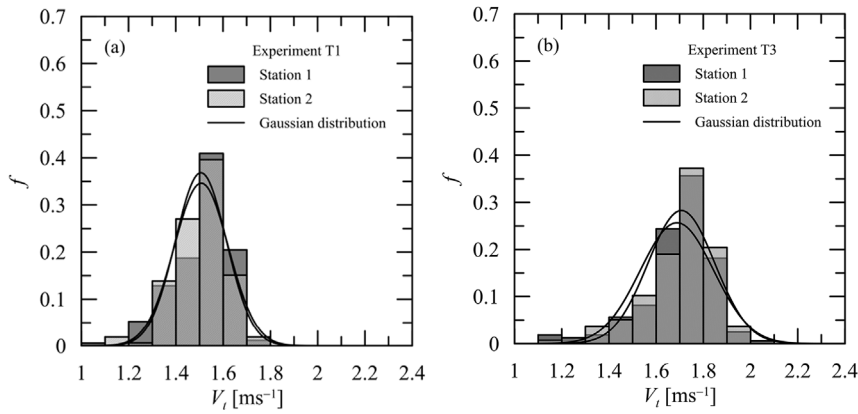 (a)
Experiment T1
Station 1
Station 2
Gaussian distribution
0.7
0.6
0.5
0.4
0.3
0.2
0.1
0
f
1 1.2 1.4 1.6 1.8 2 2.2 2.4
Vt [ms⁻¹]
(b)
Experiment T3
Station 1
Station 2
Gaussian distribution
0.7
0.6
0.5
0.4
0.3
0.2
0.1
0
f
1 1.2 1.4 1.6 1.8 2 2.2 2.4
Vt [ms⁻¹]